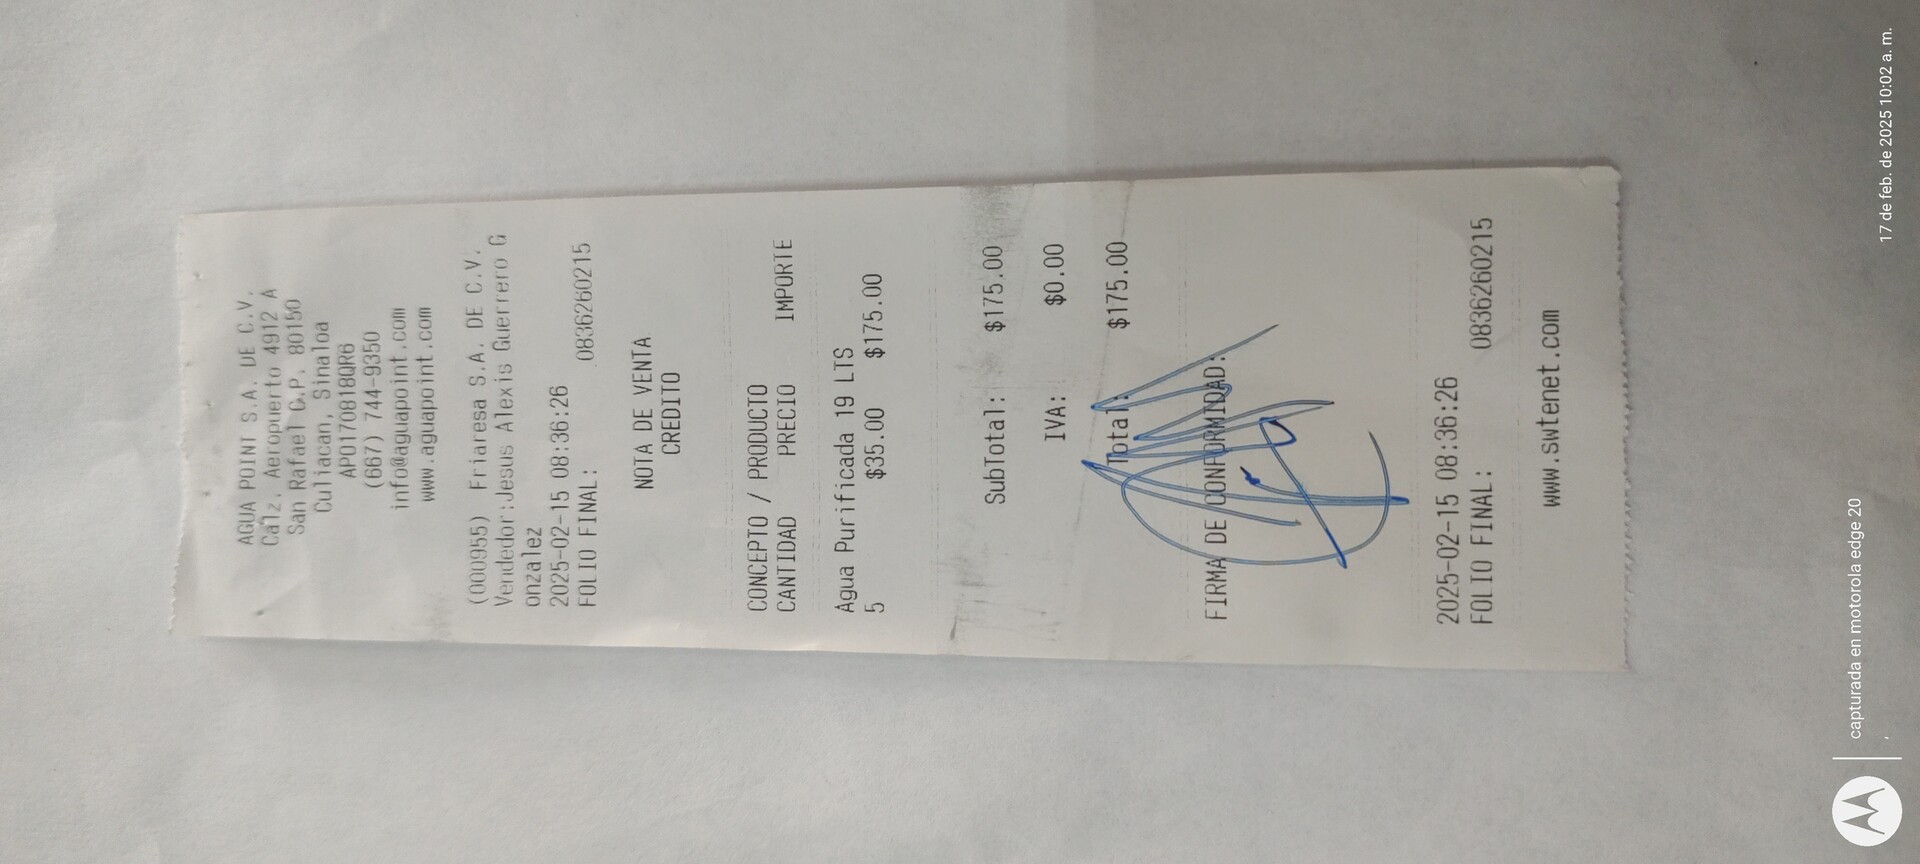 AGUA POINT S.A. DE C.V.
Calz. Aeropuerto 4912 A
San Rafael C.P. 80150
Culiacan, Sinaloa
APO170818QR6
(667) 744-9350
info@aguapoint.com
www.aguapoint.com
(000955) Friaresa S.A. DE C.V.
Vendedor:Jesus Alexis Guerrero G
onzalez
2025-02-15 08:36:26
FOLIO FINAL: 0836260215
NOTA DE VENTA
CREDITO
CONCEPTO / PRODUCTO
CANTIDAD PRECIO IMPORTE
Agua Purificada 19 LTS
5 $35.00 $175.00
SubTotal: $175.00
IVA: $0.00
Total: $175.00
FIRMA DE CONFORMIDAD:
2025-02-15 08:36:26
FOLIO FINAL: 0836260215
www.swtenet.com
capturada en motorola edge 20
,
17 de feb. de 2025 10:02 a. m.